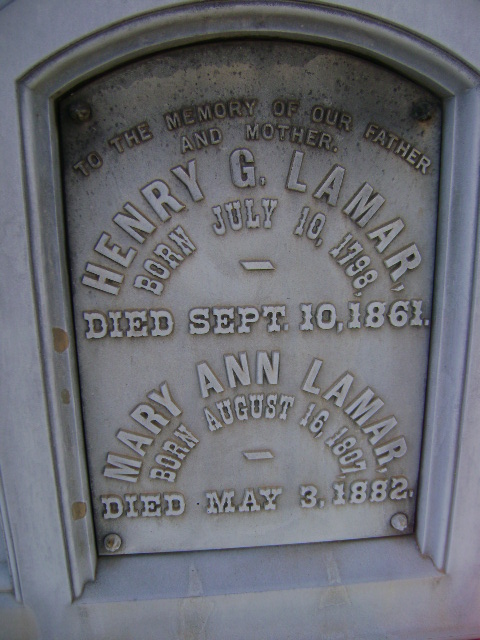 TO THE MEMORY OF OUR FATHER
AND MOTHER.
HENRY G. LAMAR,
BORN JULY 10, 1798,
DIED SEPT. 10, 1861.
MARY ANN LAMAR,
BORN AUGUST 16, 1807,
DIED MAY 3, 1882.